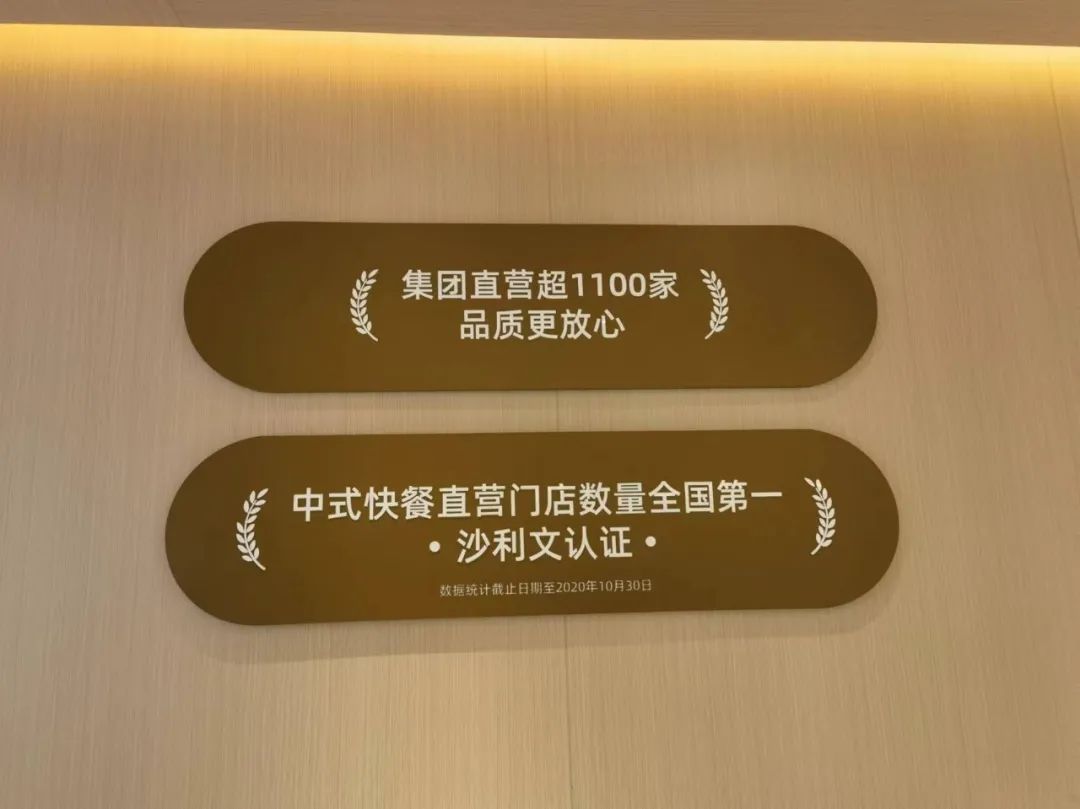 集团直营超1100家
品质更放心
中式快餐直营门店数量全国第一
•沙利文认证•
数据统计截止日期至2020年10月30日